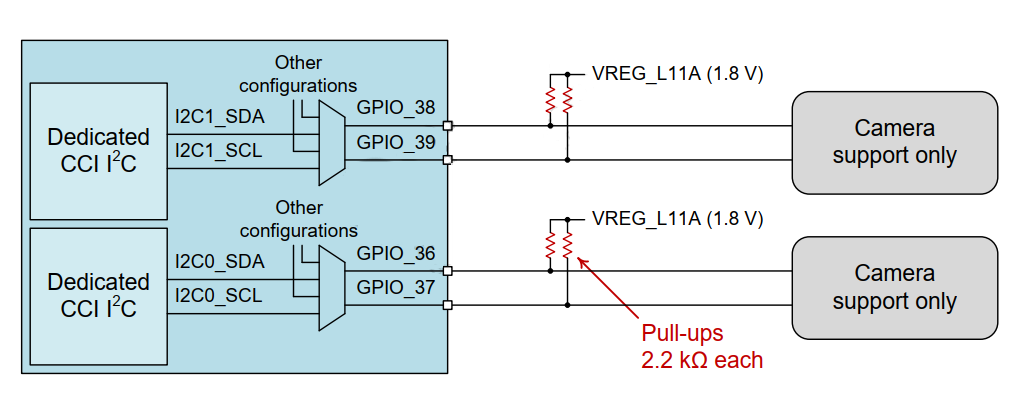 Other
configurations
VREG_L11A (1.8 V)
I2C1_SDA
GPIO_38
Dedicated
CCI I²C
I2C1_SCL
GPIO_39
Camera
support only
Other
configurations
VREG_L11A (1.8 V)
I2C0_SDA
GPIO_36
Dedicated
CCI I²C
I2C0_SCL
GPIO_37
Camera
support only
Pull-ups
2.2 kΩ each